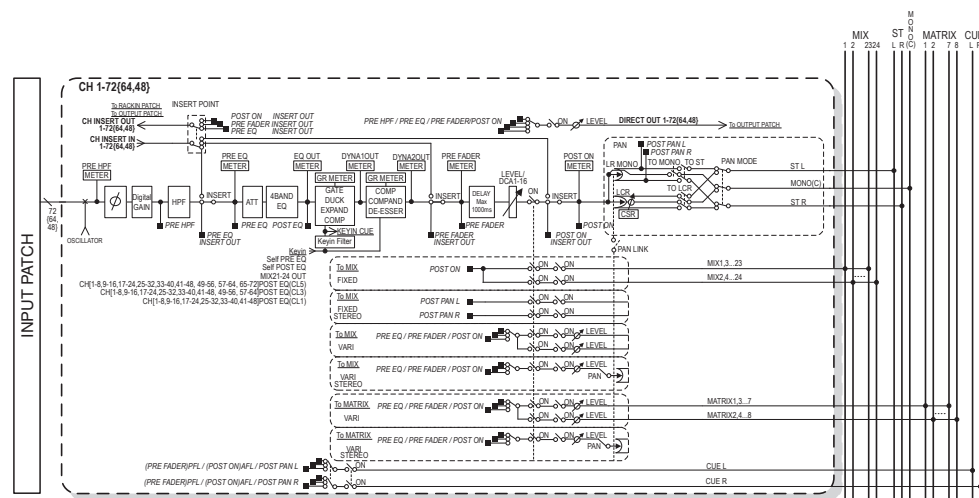 MONO(C)
MIX
ST
MATRIX
CUE
1 2 2324 L R (C) 1 2 7 8 L R
CH 1-72{64,48}
To RACKIN PATCH
To OUTPUT PATCH
INSERT POINT
CH INSERT OUT
1-72{64,48}
POST ON INSERT OUT
PRE FADER INSERT OUT
PRE EQ INSERT OUT
CH INSERT IN
1-72{64,48}
PRE HPF / PRE EQ / PRE FADER/POST ON
ON
LEVEL
DIRECT OUT 1-72{64,48}
To OUTPUT PATCH
INPUT PATCH
72
(64,
48)
OSCILLATOR
PRE HPF
METER
Ø
Digital
GAIN
PRE HPF
HPF
INSERT
PRE EQ
METER
PRE EQ
INSERT OUT
ATT
PRE EQ
4BAND
EQ
POST EQ
EQ OUT
METER
DYNA1OUT
METER
GR METER
GATE
DUCK
EXPAND
COMP
KEYIN CUE
Keyin Filter
DYNA2OUT
METER
GR METER
COMP
COMPAND
DE-ESSER
INSERT
PRE FADER
INSERT OUT
PRE FADER
METER
PRE FADER
DELAY
Max
1000ms
LEVEL/
DCA1-16
ON
INSERT
POST ON
INSERT OUT
POST ON
METER
POST ON
PAN
POST PAN L
POST PAN R
LR MONO
TO MONO
TO ST
TO LCR
LCR
CSR
PAN MODE
ST L
MONO(C)
ST R
PAN LINK
Keyin
Self PRE EQ
Self POST EQ
MIX21-24 OUT
CH[1-8,9-16,17-24,25-32,33-40,41-48, 49-56, 57-64, 65-72]POST EQ(CL5)
CH[1-8,9-16,17-24,25-32,33-40,41-48, 49-56, 57-64]POST EQ(CL3)
CH[1-8,9-16,17-24,25-32,33-40,41-48]POST EQ(CL1)
To MIX
FIXED
POST ON
ON ON
ON ON
MIX1,3...23
MIX2,4...24
To MIX
FIXED
STEREO
POST PAN L
POST PAN R
ON ON
ON ON
To MIX
VARI
PRE EQ / PRE FADER / POST ON
ON ON LEVEL
ON ON LEVEL
To MIX
VARI
STEREO
PRE EQ / PRE FADER / POST ON
ON ON LEVEL
PAN
To MATRIX
VARI
PRE EQ / PRE FADER / POST ON
ON ON LEVEL
ON ON LEVEL
MATRIX1,3...7
MATRIX2,4...8
To MATRIX
VARI
STEREO
PRE EQ / PRE FADER / POST ON
ON ON LEVEL
PAN
(PRE FADER)PFL / (POST ON)AFL / POST PAN L
ON
CUE L
(PRE FADER)PFL / (POST ON)AFL / POST PAN R
ON
CUE R